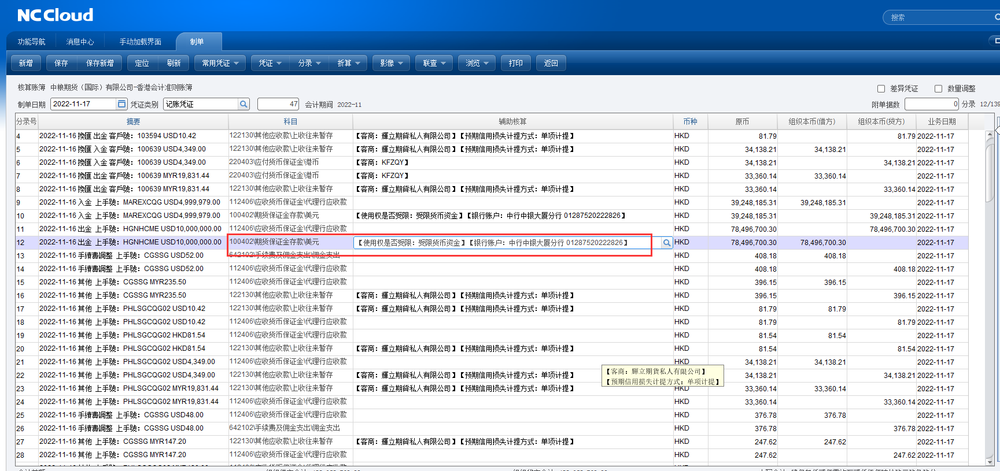 NC Cloud
搜索
功能导航 消息中心 手动加载界面 制单
新增 保存 保存新增 定位 刷新 常用凭证 凭证 分录 折算 影像 联查 浏览 打印 返回
核算账簿 中粮期货（国际）有限公司-香港会计准则账簿 差异凭证 数量调整
制单日期 2022-11-17 凭证类别 记账凭证 47 会计期间 2022-11 附单据数 0 分录 12/139
分录号 摘要 科目 辅助核算 币种 原币 组织本币(借方) 组织本币(贷方) 业务日期
4 2022-11-16 換匯 出金 客戶號：103594 USD10.42 122130\其他应收款\上收往来暂存 【客商：輝立期貨私人有限公司】【预期信用损失计提方式：单项计提】 HKD 81.79 81.79 2022-11-17
5 2022-11-16 換匯 入金 客戶號：100639 USD4,349.00 122130\其他应收款\上收往来暂存 【客商：輝立期貨私人有限公司】【预期信用损失计提方式：单项计提】 HKD 34,138.21 34,138.21 2022-11-17
6 2022-11-16 換匯 入金 客戶號：100639 USD4,349.00 220403\应付货币保证金\港币 【客商：KFZQY】 HKD 34,138.21 34,138.21 2022-11-17
7 2022-11-16 換匯 出金 客戶號：100639 MYR19,831.44 220403\应付货币保证金\港币 【客商：KFZQY】 HKD 33,360.14 33,360.14 2022-11-17
8 2022-11-16 換匯 出金 客戶號：100639 MYR19,831.44 122130\其他应收款\上收往来暂存 【客商：輝立期貨私人有限公司】【预期信用损失计提方式：单项计提】 HKD 33,360.14 33,360.14 2022-11-17
9 2022-11-16 入金 上手號：MAREXCQG USD4,999,979.00 112406\应收货币保证金\代理行应收款 HKD 39,248,185.31 39,248,185.31 2022-11-17
10 2022-11-16 入金 上手號：MAREXCQG USD4,999,979.00 100402\期货保证金存款\美元 【使用权是否受限：受限货币资金】【银行账户：中行中银大厦分行 01287520222826】 HKD 39,248,185.31 39,248,185.31 2022-11-17
11 2022-11-16 出金 上手號：HGNHCME USD10,000,000.00 112406\应收货币保证金\代理行应收款 HKD 78,496,700.30 78,496,700.30 2022-11-17
12 2022-11-16 出金 上手號：HGNHCME USD10,000,000.00 100402\期货保证金存款\美元 【使用权是否受限：受限货币资金】【银行账户：中行中银大厦分行 01287520222826】 HKD 78,496,700.30 78,496,700.30 2022-11-17
13 2022-11-16 手續費調整 上手號：CGSSG USD52.00 642102\手续费及佣金支出\佣金支出 HKD 408.18 408.18 2022-11-17
14 2022-11-16 手續費調整 上手號：CGSSG USD52.00 112406\应收货币保证金\代理行应收款 HKD 408.18 408.18 2022-11-17
15 2022-11-16 其他 上手號：CGSSG MYR235.50 112406\应收货币保证金\代理行应收款 HKD 396.15 396.15 2022-11-17
16 2022-11-16 其他 上手號：CGSSG MYR235.50 122130\其他应收款\上收往来暂存 【客商：輝立期貨私人有限公司】【预期信用损失计提方式：单项计提】 HKD 396.15 396.15 2022-11-17
17 2022-11-16 其他 上手號：PHLSGCQG02 USD10.42 122130\其他应收款\上收往来暂存 【客商：輝立期貨私人有限公司】【预期信用损失计提方式：单项计提】 HKD 81.79 81.79 2022-11-17
18 2022-11-16 其他 上手號：PHLSGCQG02 USD10.42 112406\应收货币保证金\代理行应收款 HKD 81.79 81.79 2022-11-17
19 2022-11-16 其他 上手號：PHLSGCQG02 HKD81.54 112406\应收货币保证金\代理行应收款 HKD 81.54 81.54 2022-11-17
20 2022-11-16 其他 上手號：PHLSGCQG02 HKD81.54 122130\其他应收款\上收往来暂存 【客商：輝立期貨私人有限公司】【预期信用损失计提方式：单项计提】 HKD 81.54 81.54 2022-11-17
21 2022-11-16 其他 上手號：PHLSGCQG02 USD4,349.00 112406\应收货币保证金\代理行应收款 HKD 34,138.21 34,138.21 2022-11-17
【客商：輝立期貨私人有限公司】
【预期信用损失计提方式：单项计提】
22 2022-11-16 其他 上手號：PHLSGCQG02 USD4,349.00 122130\其他应收款\上收往来暂存 【客商：輝立期貨私人有限公司】【预期信用损失计提方式：单项计提】 34,138.21 34,138.21 2022-11-17
23 2022-11-16 其他 上手號：PHLSGCQG02 MYR19,831.44 122130\其他应收款\上收往来暂存 【客商：輝立期貨私人有限公司】【预期信用损失计提方式：单项计提】 HKD 33,360.14 33,360.14 2022-11-17
24 2022-11-16 其他 上手號：PHLSGCQG02 MYR19,831.44 112406\应收货币保证金\代理行应收款 HKD 33,360.14 33,360.14 2022-11-17
25 2022-11-16 手續費調整 上手號：CGSSG USD48.00 112406\应收货币保证金\代理行应收款 HKD 376.78 376.78 2022-11-17
26 2022-11-16 手續費調整 上手號：CGSSG USD48.00 642102\手续费及佣金支出\佣金支出 HKD 376.78 376.78 2022-11-17
27 2022-11-16 其他 上手號：CGSSG MYR147.20 122130\其他应收款\上收往来暂存 【客商：輝立期貨私人有限公司】【预期信用损失计提方式：单项计提】 HKD 247.62 247.62 2022-11-17
28 2022-11-16 其他 上手號：CGSSG MYR147.20 112406\应收货币保证金\代理行应收款 HKD 247.62 247.62 2022-11-17